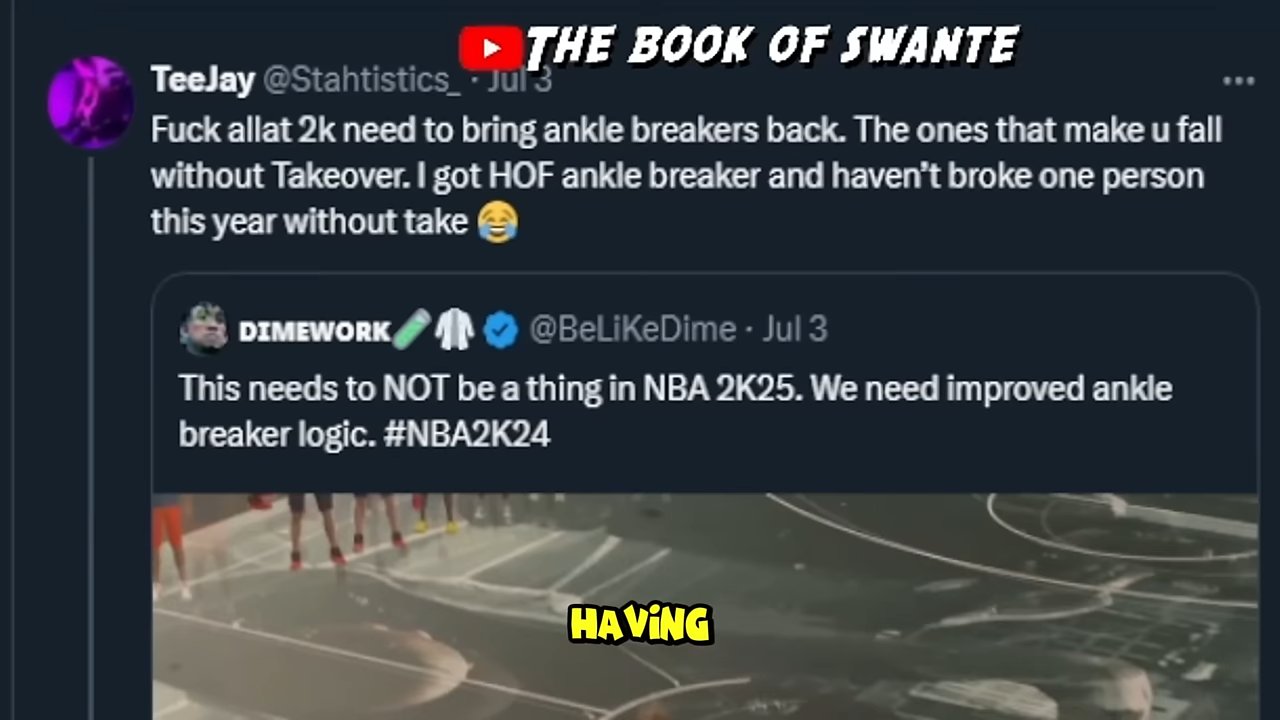 THE BOOK OF SWANTE
TeeJay @Stahtistics_ · Jul 3
Fuck allat 2k need to bring ankle breakers back. The ones that make u fall
without Takeover. I got HOF ankle breaker and haven't broke one person
this year without take 😂
DIMEWORK🧪🥼 @BeLiKeDime · Jul 3
This needs to NOT be a thing in NBA 2K25. We need improved ankle
breaker logic. #NBA2K24
HAVING